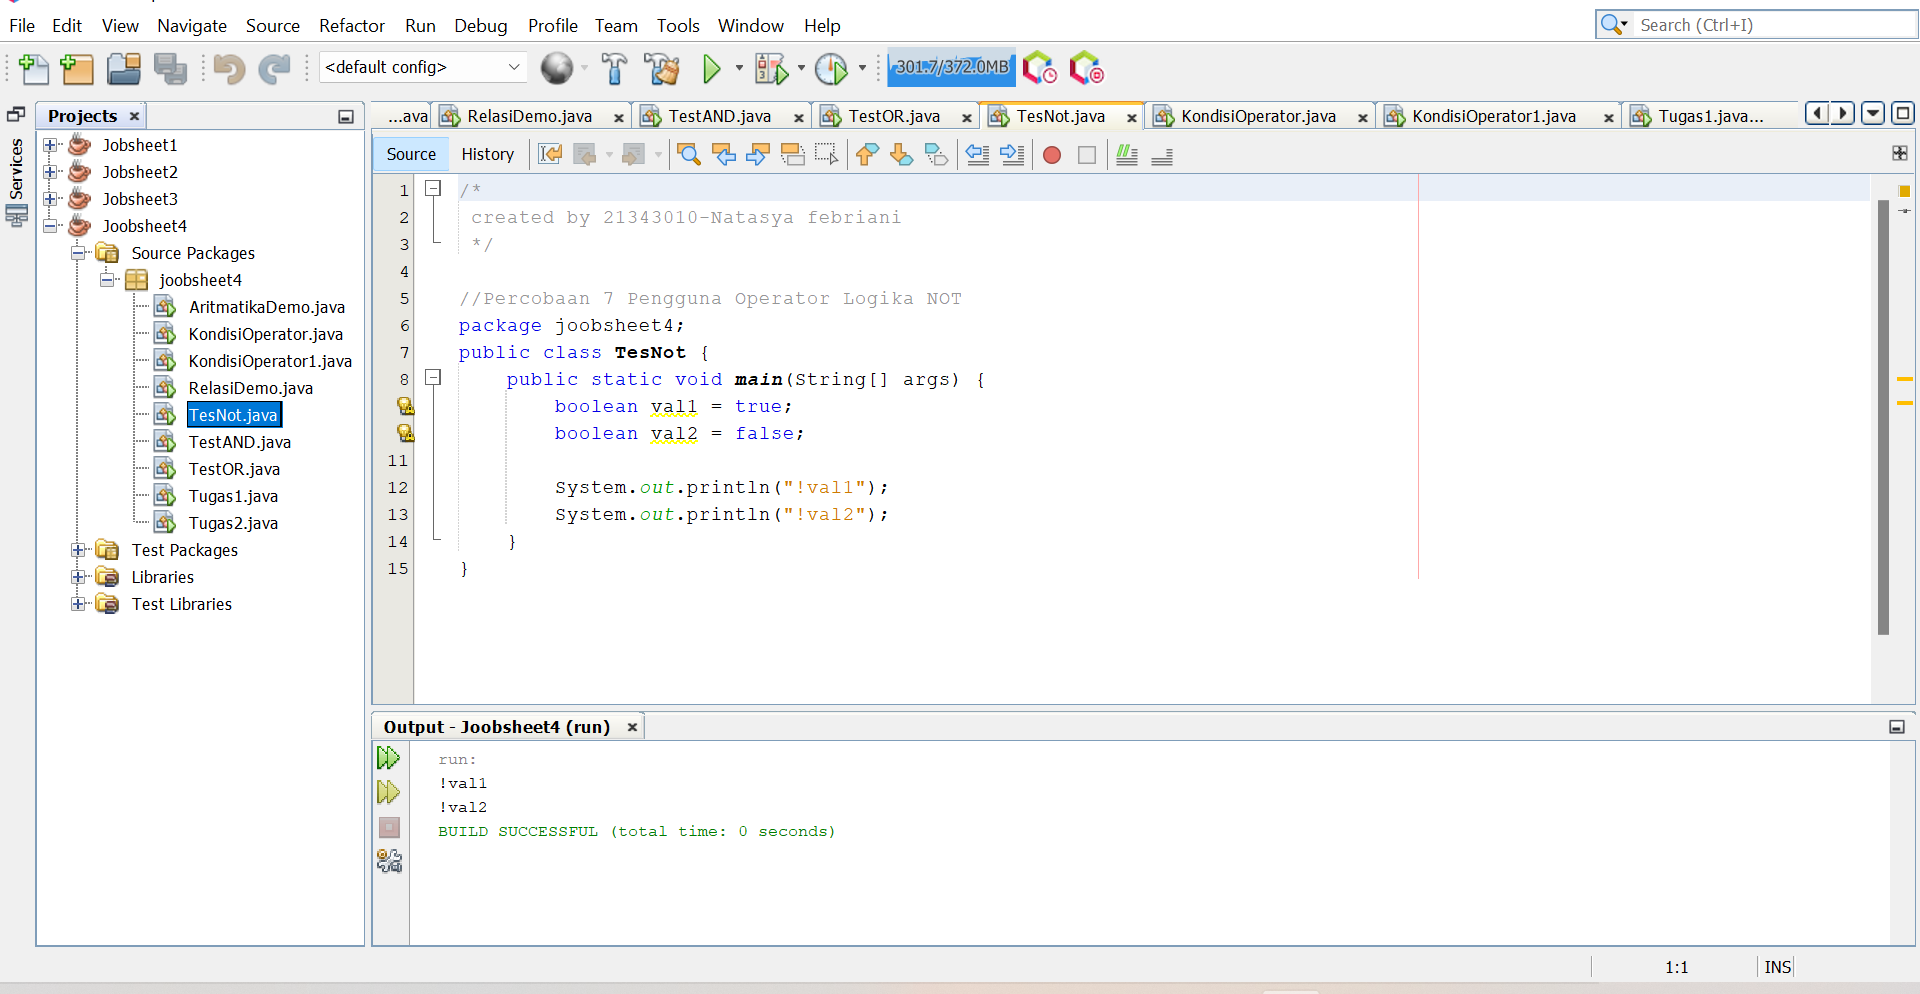 File Edit View Navigate Source Refactor Run Debug Profile Team Tools Window Help
Search (Ctrl+I)
<default config>
301.7/372.0MB
Projects
Services
Jobsheet1
Jobsheet2
Jobsheet3
Joobsheet4
Source Packages
joobsheet4
AritmatikaDemo.java
KondisiOperator.java
KondisiOperator1.java
RelasiDemo.java
TesNot.java
TestAND.java
TestOR.java
Tugas1.java
Tugas2.java
Test Packages
Libraries
Test Libraries
...ava RelasiDemo.java TestAND.java TestOR.java TesNot.java KondisiOperator.java KondisiOperator1.java Tugas1.java...
Source History
1 /*
2 created by 21343010-Natasya febriani
3 */
4
5 //Percobaan 7 Pengguna Operator Logika NOT
6 package joobsheet4;
7 public class TesNot {
8 public static void main(String[] args) {
boolean val1 = true;
boolean val2 = false;
11
12 System.out.println("!val1");
13 System.out.println("!val2");
14 }
15 }
Output - Joobsheet4 (run)
run:
!val1
!val2
BUILD SUCCESSFUL (total time: 0 seconds)
1:1 INS